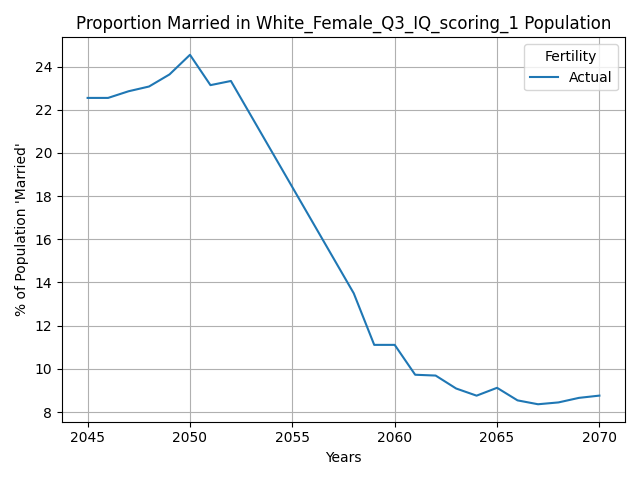 Proportion Married in White_Female_Q3_IQ_scoring_1 Population
Fertility
Actual
% of Population 'Married'
24
22
20
18
16
14
12
10
8
2045 2050 2055 2060 2065 2070
Years